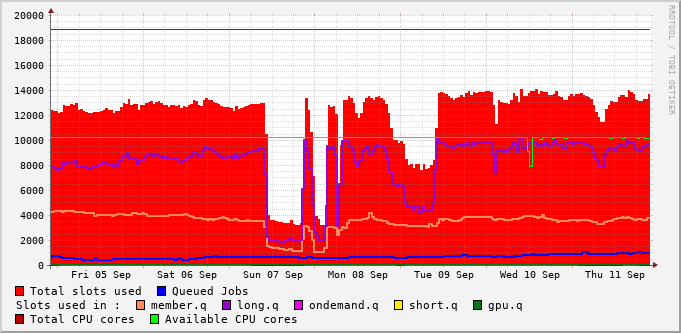 20000
18000
16000
14000
12000
10000
8000
6000
4000
2000
0
Fri 05 Sep Sat 06 Sep Sun 07 Sep Mon 08 Sep Tue 09 Sep Wed 10 Sep Thu 11 Sep
Total slots used Queued Jobs
Slots used in : member.q long.q ondemand.q short.q gpu.q
Total CPU cores Available CPU cores
RRDTOOL / TOBI OETIKER